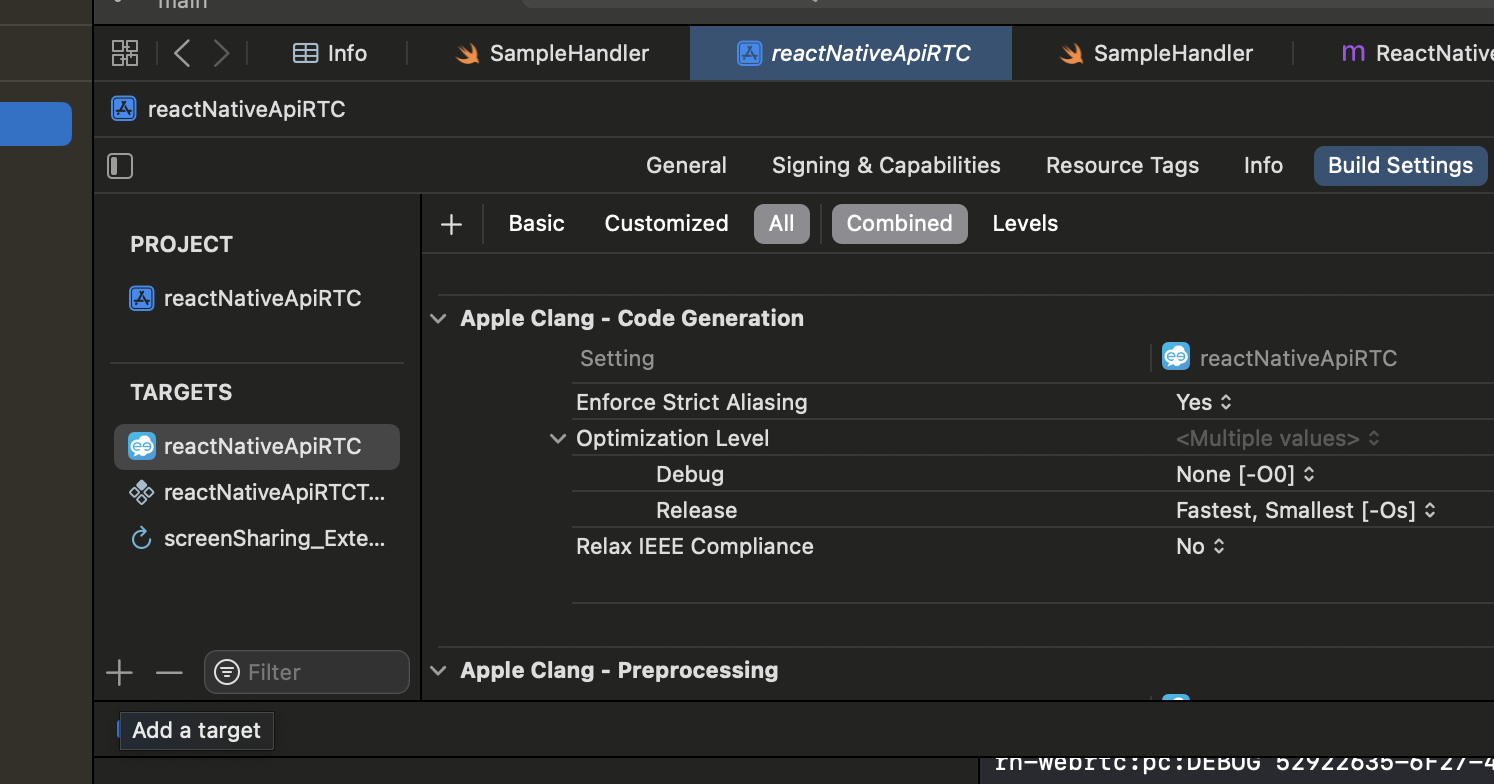 main
Info
SampleHandler
reactNativeApiRTC
SampleHandler
m ReactNative
reactNativeApiRTC
General
Signing & Capabilities
Resource Tags
Info
Build Settings
PROJECT
reactNativeApiRTC
TARGETS
reactNativeApiRTC
reactNativeApiRTCT...
screenSharing_Exte...
Filter
Add a target
Basic
Customized
All
Combined
Levels
Apple Clang - Code Generation
Setting reactNativeApiRTC
Enforce Strict Aliasing Yes
Optimization Level <Multiple values>
Debug None [-O0]
Release Fastest, Smallest [-Os]
Relax IEEE Compliance No
Apple Clang - Preprocessing
rn-webrtc:pc:DEBUG 52922635-6F27-4